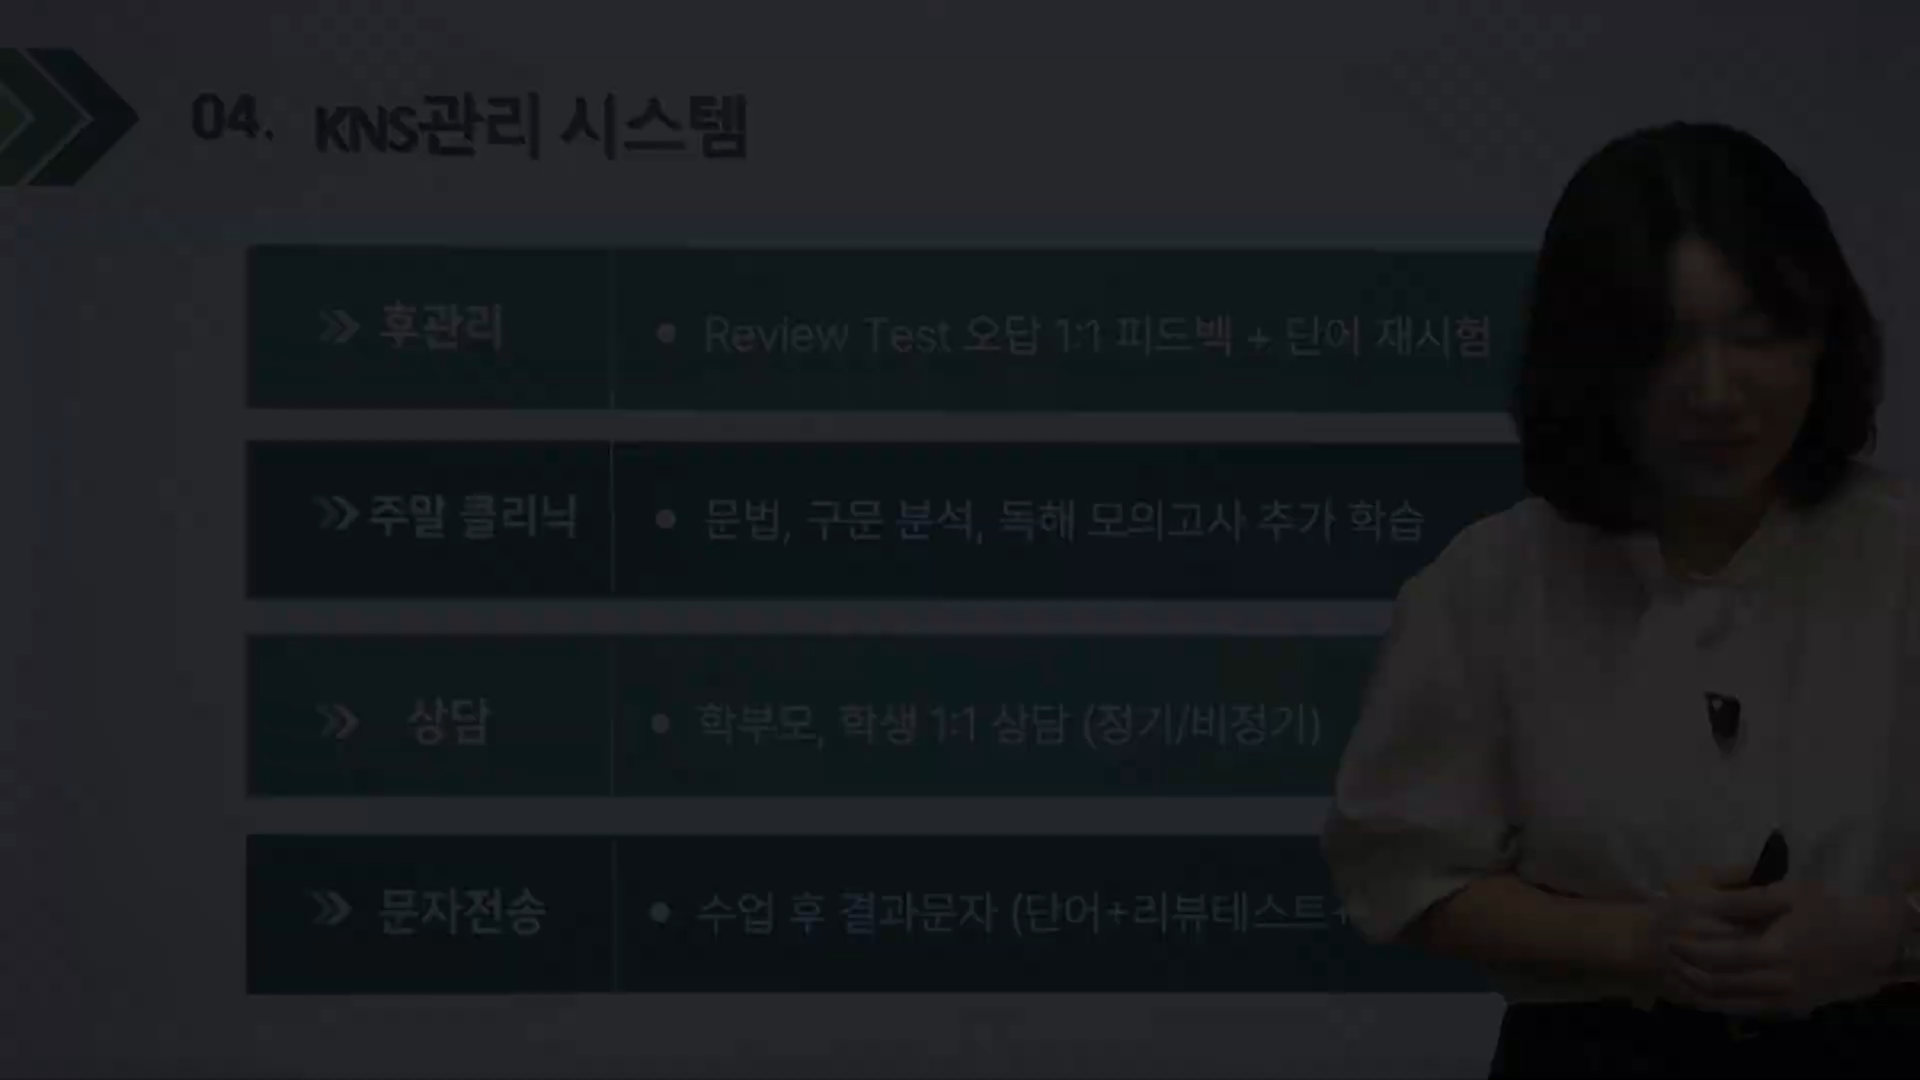 04. KNS관리 시스템
후관리
• Review Test 오답 1:1 피드백 + 단어 재시험
주말 클리닉
• 문법, 구문 분석, 독해 모의고사 추가 학습
상담
• 학부모, 학생 1:1 상담 (정기/비정기)
문자전송
• 수업 후 결과문자 (단어+리뷰테스트+